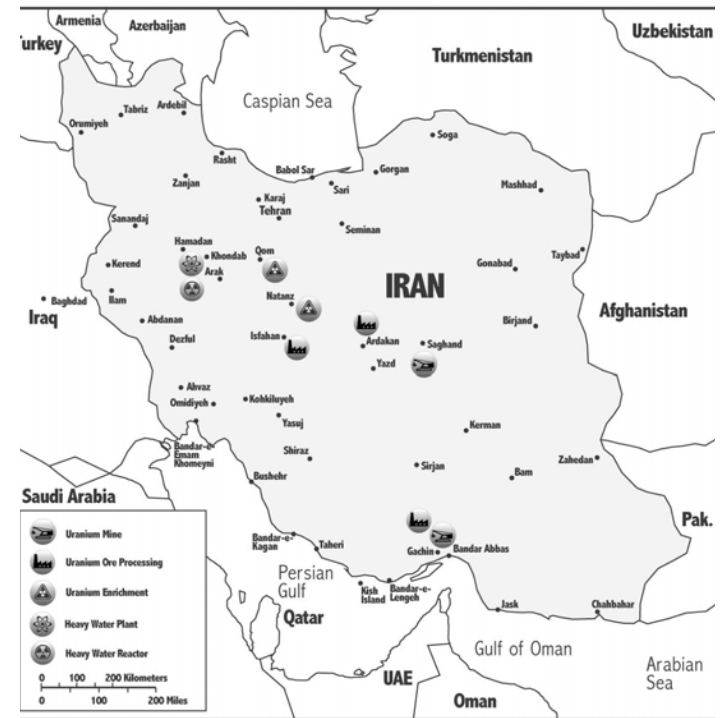 Armenia
Azerbaijan
Uzbekistan
urkey
Turkmenistan
Caspian Sea
Ardebil
Tabriz
Orumiyeh
Soga
Rasht
Babol Sar
Gorgan
Zanjan
Sari
Mashhad
Karaj
Tehran
Sanandaj
Seminan
Hamadan
Khondab
Qom
Taybad
Kerend
Arak
Gonabad
IRAN
Ilam
Natanz
Baghdad
Iraq
Afghanistan
Abdanan
Birjand
Isfahan
Ardakan
Saghand
Dezful
Yazd
Ahvaz
Omidiyeh
Kohkiluyeh
Yasuj
Kerman
Bandar-e-
Emam
Khomeyni
Shiraz
Sirjan
Zahedan
Bam
Bushehr
Saudi Arabia
Pak.
Uranium Mine
Uranium Ore Processing
Uranium Enrichment
Heavy Water Plant
Heavy Water Reactor
0 100 200 Kilometers
0 100 200 Miles
Bandar-e-
Kagan
Taheri
Gachin
Bandar Abbas
Persian
Gulf
Kish
Island
Bandar-e-
Lengeh
Qatar
Jask
Chahbahar
Gulf of Oman
UAE
Oman
Arabian
Sea